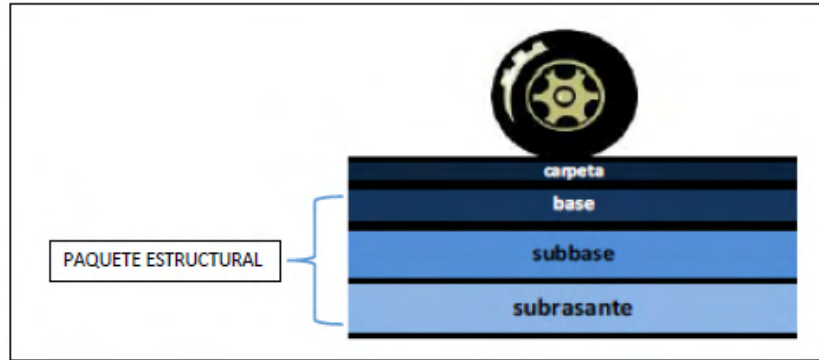 carpeta
base
PAQUETE ESTRUCTURAL
subbase
subrasante